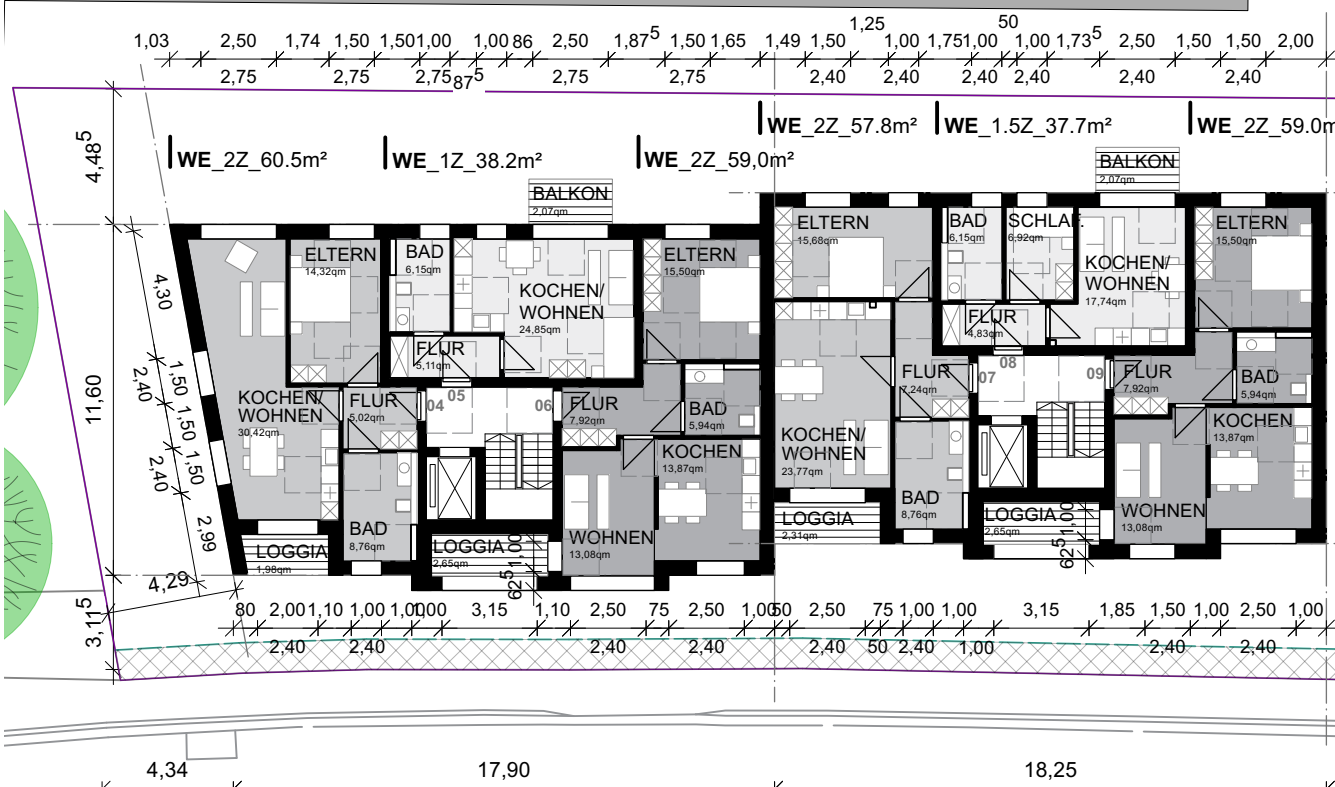 50
1,25
1,03 2,50 1,74 1,50 1,50 1,00 1,00 86 2,50 1,87⁵ 1,50 1,65 1,49 1,50 1,00 1,75 1,00 1,00 1,73⁵ 2,50 1,50 1,50 2,00
2,75 2,75 2,75 87⁵ 2,75 2,75 2,40 2,40 2,40 2,40 2,40 2,40
WE_2Z_57.8m² WE_1.5Z_37.7m² WE_2Z_59.0m
WE_2Z_60.5m² WE_1Z_38.2m² WE_2Z_59,0m²
4,48⁵
11,60
3,11⁵
4,30
1,50
2,40
1,50
1,50
2,40
2,99
4,29
BALKON
2,07qm
BALKON
2,07qm
ELTERN
14,32qm
BAD
6,15qm
KOCHEN/
WOHNEN
24,85qm
ELTERN
15,50qm
ELTERN
15,68qm
BAD
6,15qm
SCHLAF.
6,92qm
KOCHEN/
WOHNEN
17,74qm
ELTERN
15,50qm
FLUR
5,11qm
FLUR
4,83qm
KOCHEN/
WOHNEN
30,42qm
FLUR
5,02qm
04 05 06
FLUR
7,92qm
BAD
5,94qm
FLUR
7,24qm
07 08 09
FLUR
7,92qm
BAD
5,94qm
KOCHEN
13,87qm
KOCHEN/
WOHNEN
23,77qm
KOCHEN
13,87qm
BAD
8,76qm
WOHNEN
13,08qm
BAD
8,76qm
WOHNEN
13,08qm
LOGGIA
1,98qm
LOGGIA
2,65qm
62⁵ 1,00
LOGGIA
2,31qm
LOGGIA
2,65qm
62⁵ 1,00
80 2,00 1,10 1,00 1,00 3,15 1,10 2,50 75 2,50 1,00 2,50 75 1,00 1,00 3,15 1,85 1,50 1,00 2,50 1,00
2,40 2,40 2,40 2,40 2,40 50 2,40 1,00 2,40 2,40
4,34 17,90 18,25